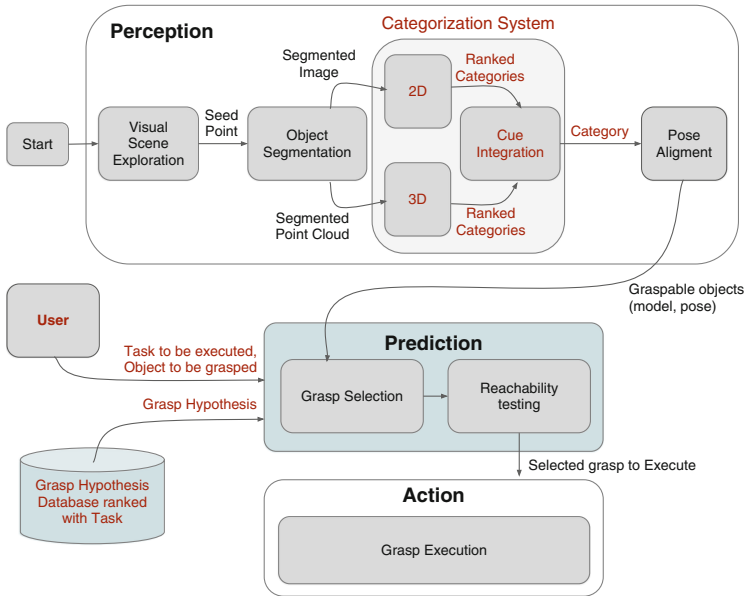 Perception
Categorization System
Segmented
Image
Ranked
Categories
2D
Start
Visual
Scene
Exploration
Seed
Point
Object
Segmentation
Cue
Integration
Category
Pose
Aligment
3D
Segmented
Point Cloud
Ranked
Categories
Graspable objects
(model, pose)
User
Task to be executed,
Object to be grasped
Prediction
Grasp Selection
Reachability
testing
Grasp Hypothesis
Grasp Hypothesis
Database ranked
with Task
Selected grasp to Execute
Action
Grasp Execution